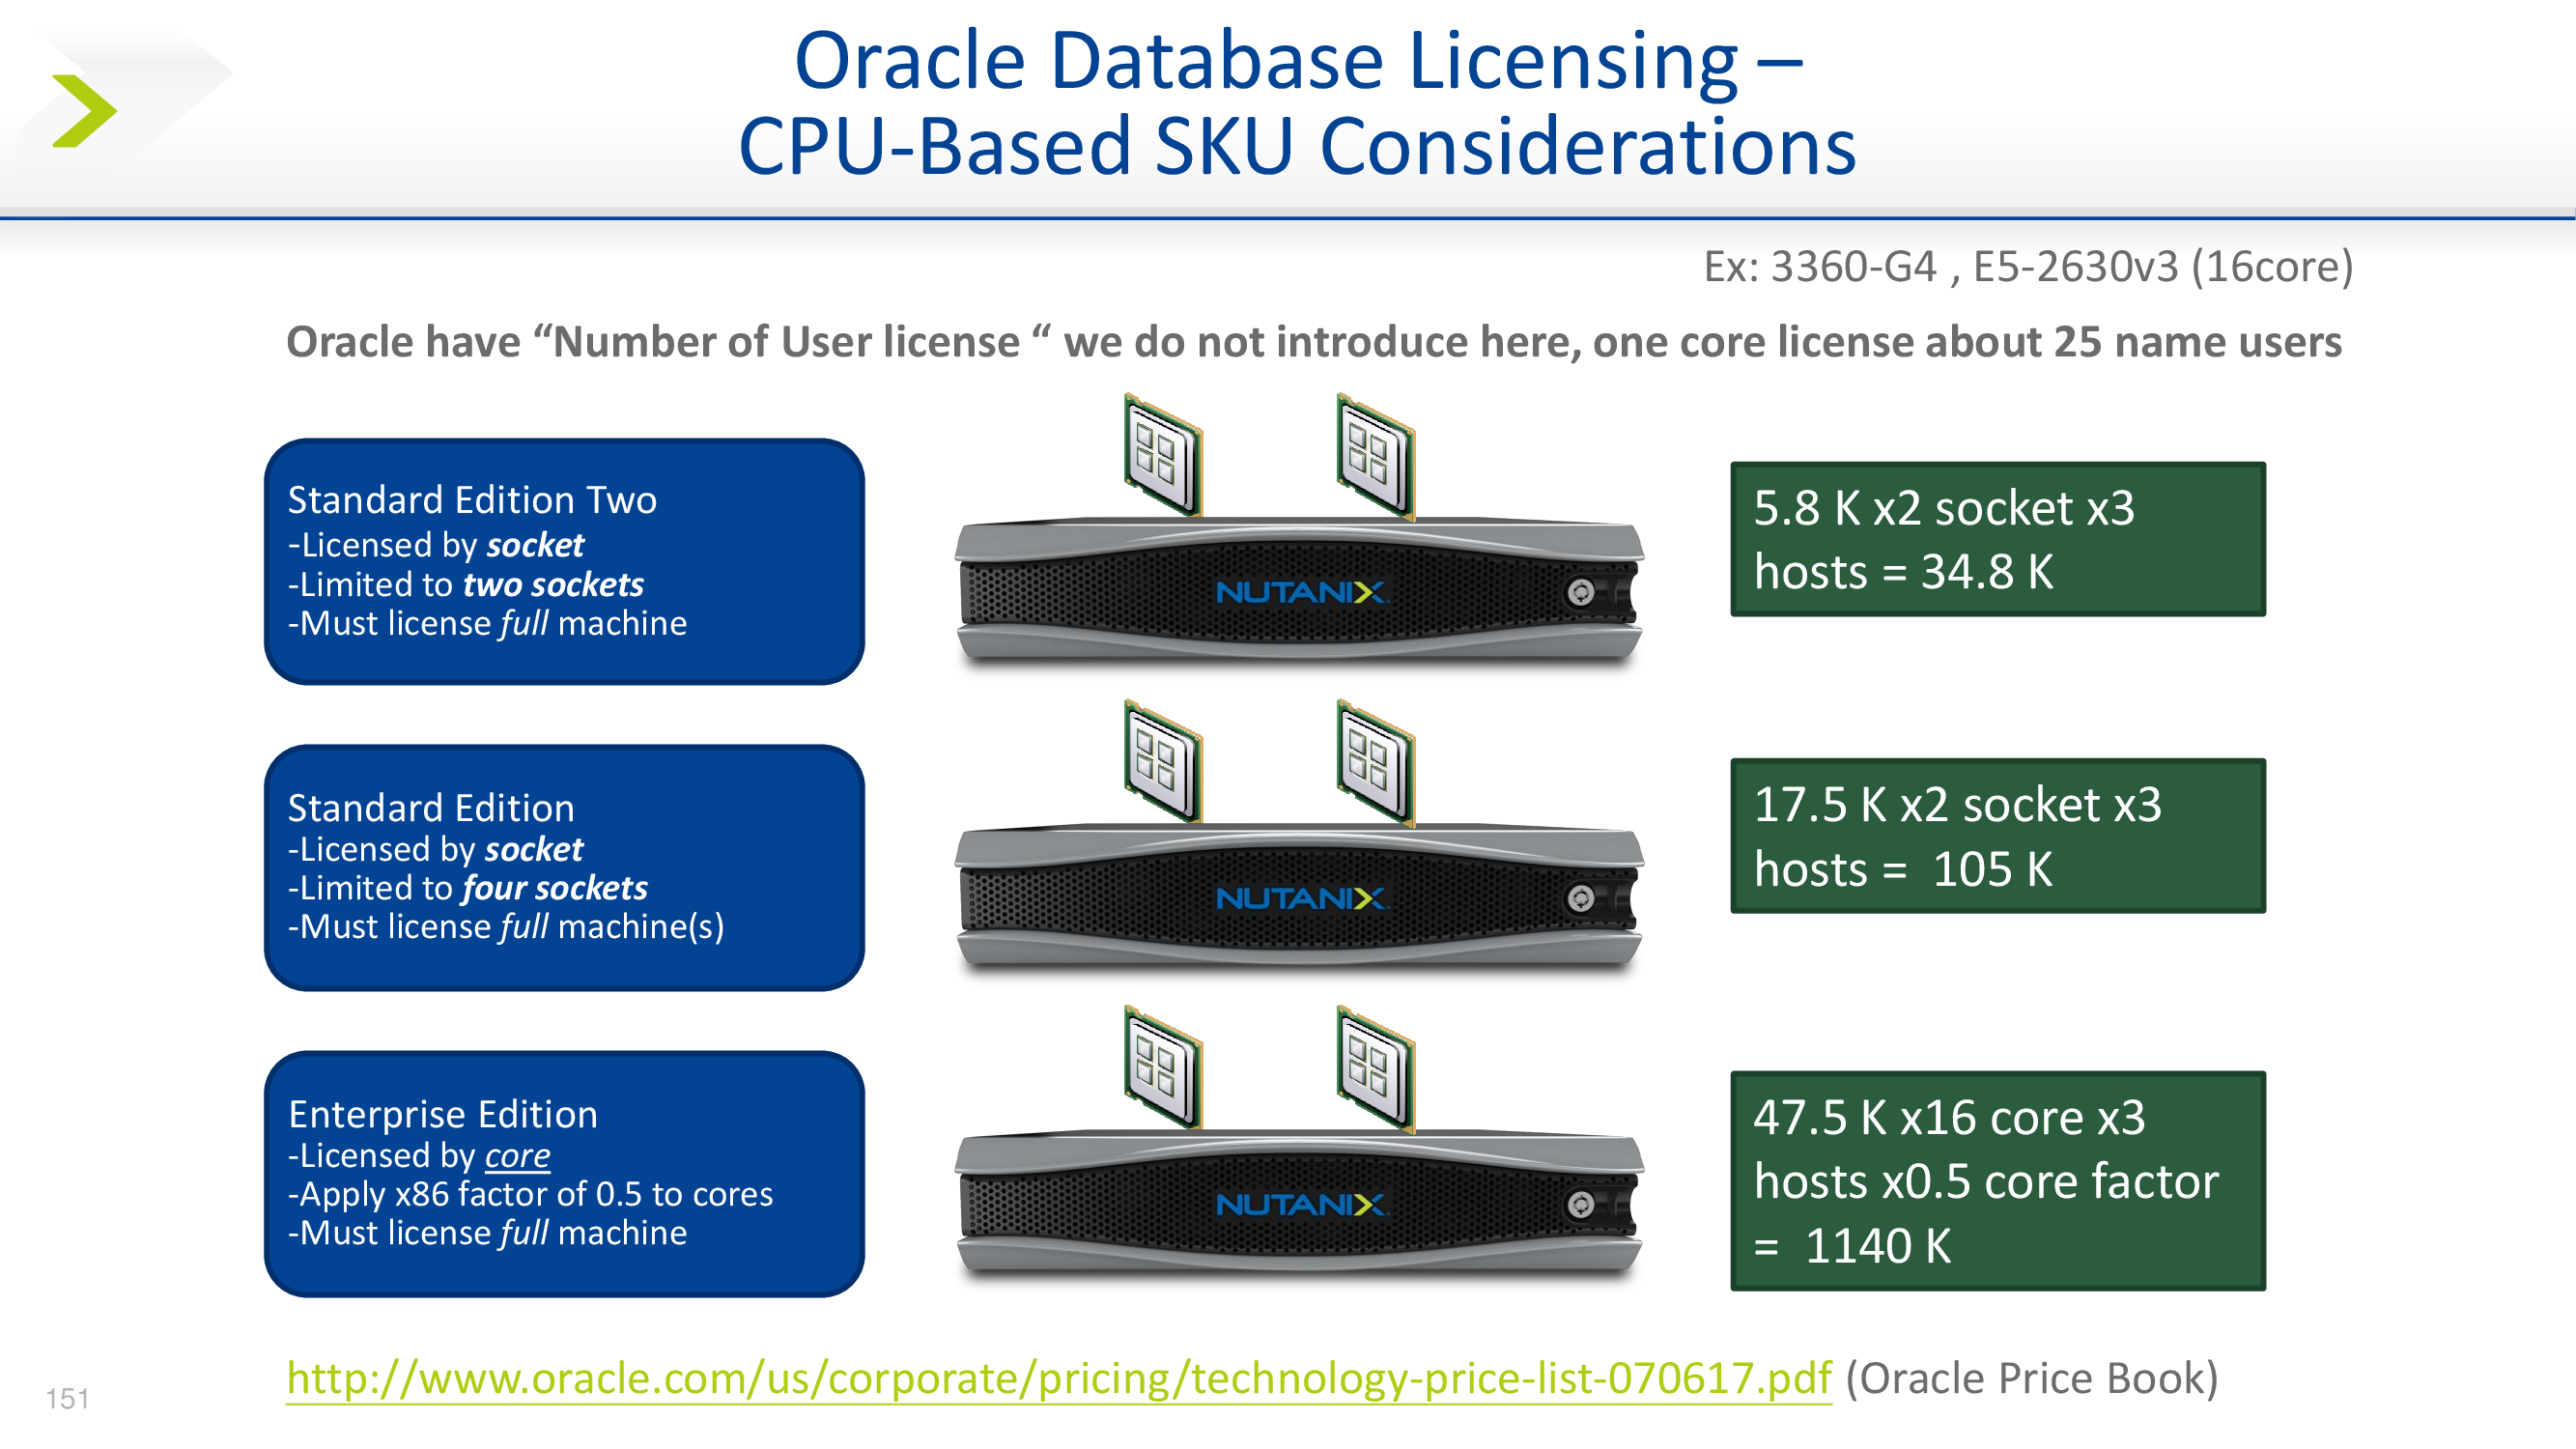 Oracle Database Licensing –
CPU-Based SKU Considerations
Ex: 3360-G4 , E5-2630v3 (16core)
Oracle have “Number of User license “ we do not introduce here, one core license about 25 name users
Standard Edition Two
-Licensed by socket
-Limited to two sockets
-Must license full machine
NUTANIX
5.8 K x2 socket x3
hosts = 34.8 K
Standard Edition
-Licensed by socket
-Limited to four sockets
-Must license full machine(s)
NUTANIX
17.5 K x2 socket x3
hosts =  105 K
Enterprise Edition
-Licensed by core
-Apply x86 factor of 0.5 to cores
-Must license full machine
NUTANIX
47.5 K x16 core x3
hosts x0.5 core factor
=  1140 K
http://www.oracle.com/us/corporate/pricing/technology-price-list-070617.pdf (Oracle Price Book)
151